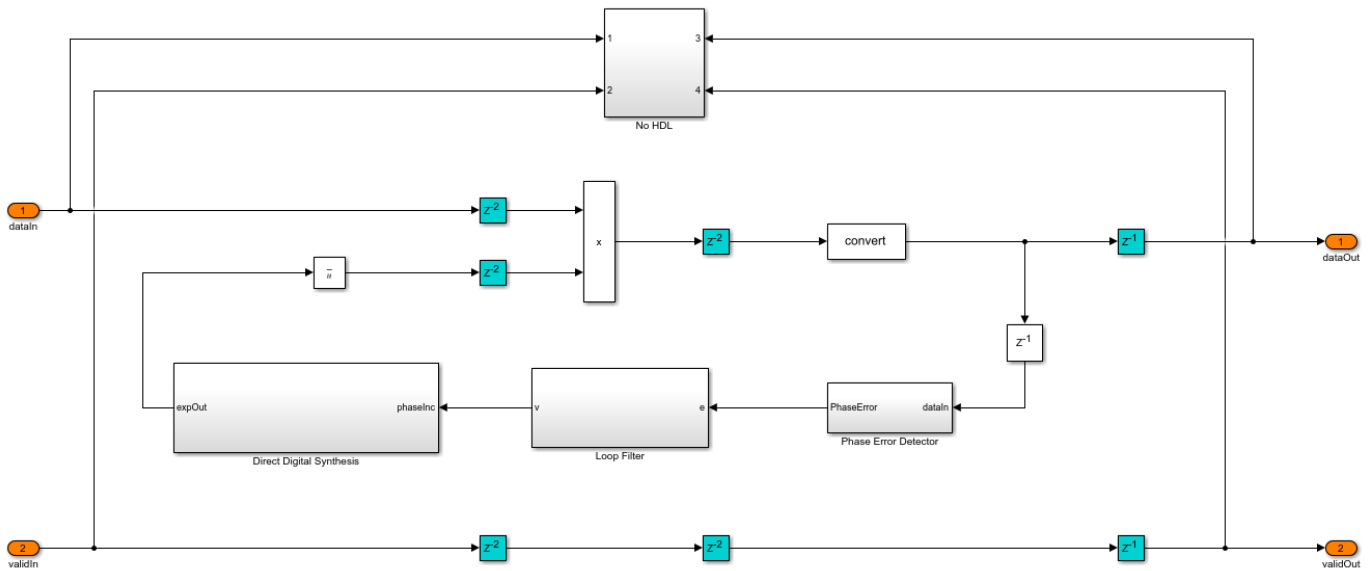 1
3
2
4
No HDL
1
dataIn
Z-2
x
Z-2
convert
Z-1
1
dataOut
Z-2
Z-1
expOut
phaseInc
v
e
PhaseError
dataIn
Direct Digital Synthesis
Loop Filter
Phase Error Detector
2
validIn
Z-2
Z-2
Z-1
2
validOut